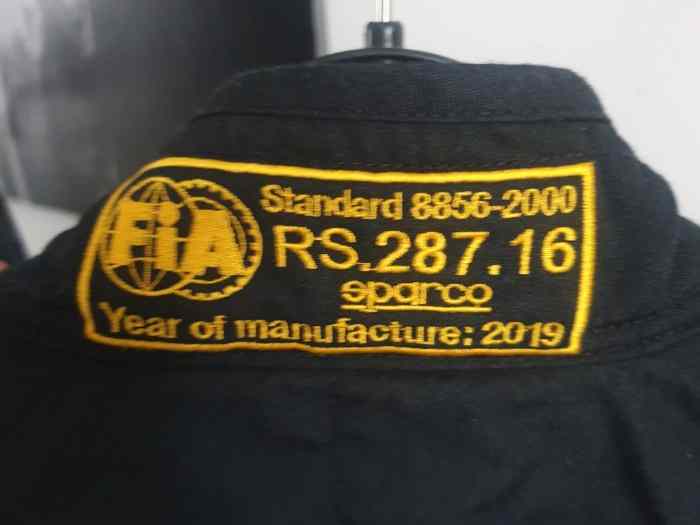 FiA
Standard 8856-2000
RS.287.16
sparco
Year of manufacture: 2019